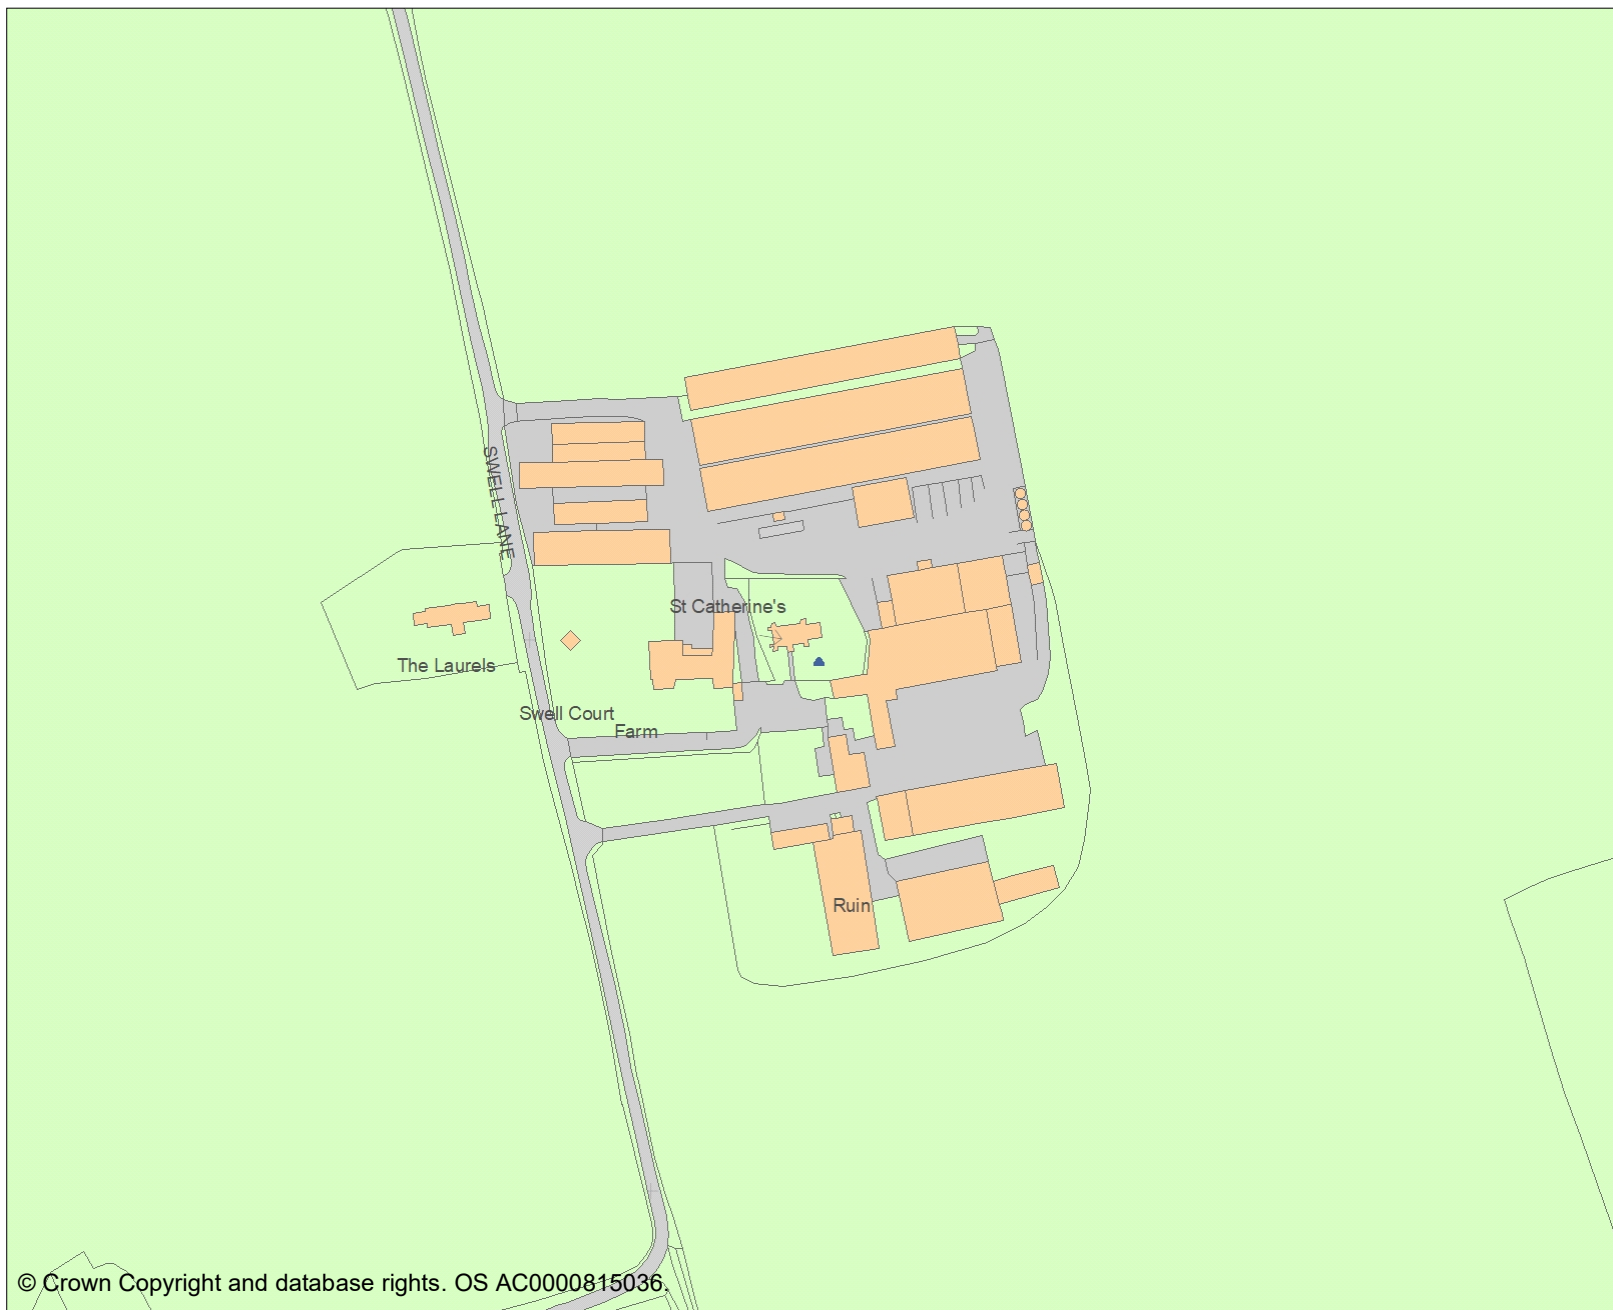 SWELL LANE
St Catherine's
The Laurels
Swell Court
Farm
Ruin
© Crown Copyright and database rights. OS AC0000815036.